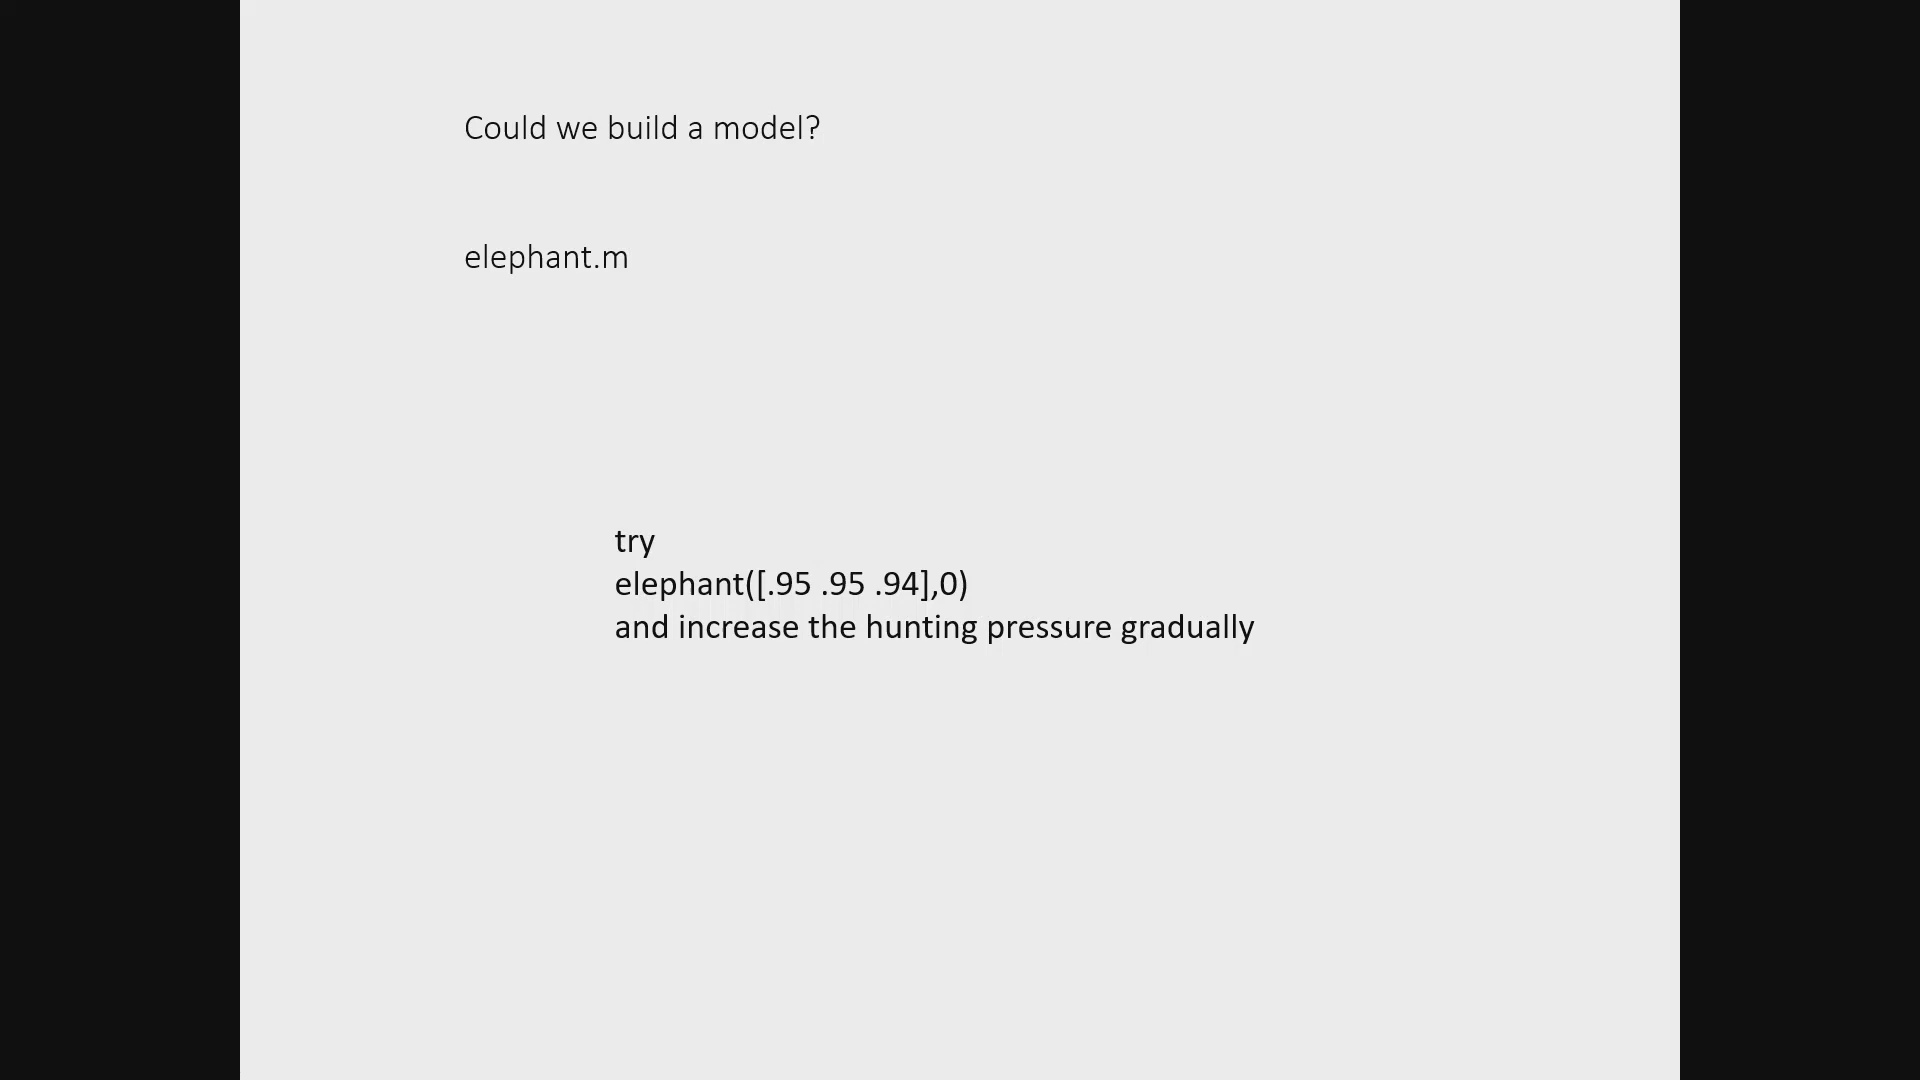 Could we build a model?
elephant.m
try
elephant([.95 .95 .94],0)
and increase the hunting pressure gradually